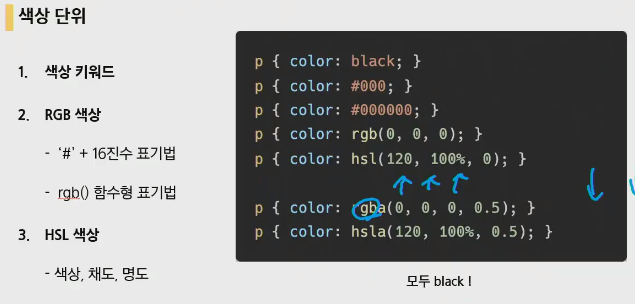 색상 단위
1. 색상 키워드
2. RGB 색상
- ‘#’ + 16진수 표기법
- rgb() 함수형 표기법
3. HSL 색상
- 색상, 채도, 명도
p { color: black; }
p { color: #000; }
p { color: #000000; }
p { color: rgb(0, 0, 0); }
p { color: hsl(120, 100%, 0); }
p { color: rgba(0, 0, 0, 0.5); }
p { color: hsla(120, 100%, 0.5); }
모두 black !